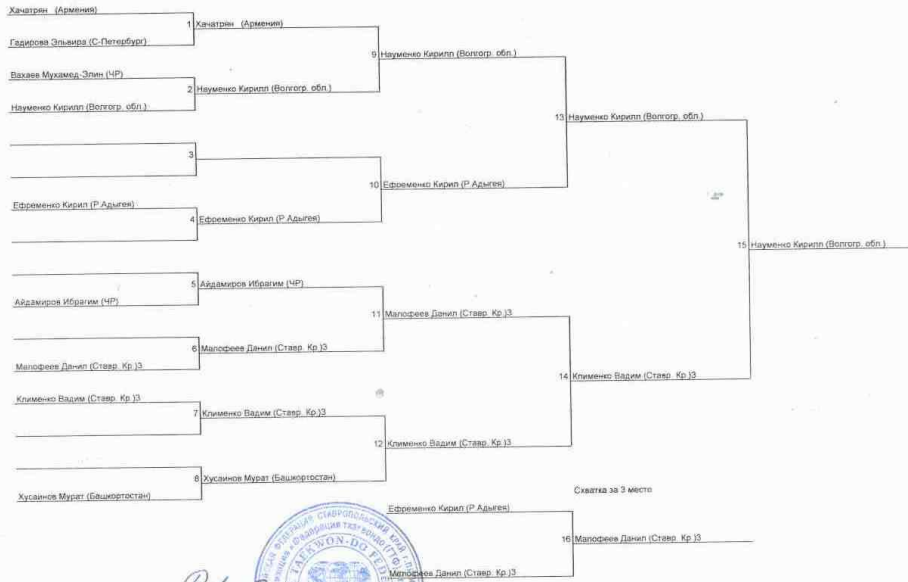 Хачатрян (Армения)
1 Хачатрян (Армения)
Гадирова Эльвира (С-Петербург)
9 Науменко Кирилл (Волгогр. обл.)
Вахаев Мухамед-Элин (ЧР)
2 Науменко Кирилл (Волгогр. обл.)
Науменко Кирилл (Волгогр. обл.)
13 Науменко Кирилл (Волгогр. обл.)
3
10 Ефременко Кирил (Р.Адыгея)
Ефременко Кирил (Р.Адыгея)
4 Ефременко Кирил (Р.Адыгея)
15 Науменко Кирилл (Волгогр. обл.)
5 Айдамиров Ибрагим (ЧР)
Айдамиров Ибрагим (ЧР)
11 Малофеев Данил (Ставр. Кр.)3
6 Малофеев Данил (Ставр. Кр.)3
Малофеев Данил (Ставр. Кр.)3
14 Клименко Вадим (Ставр. Кр.)3
Клименко Вадим (Ставр. Кр.)3
7 Клименко Вадим (Ставр. Кр.)3
12 Клименко Вадим (Ставр. Кр.)3
8 Хусаинов Мурат (Башкортостан)
Хусаинов Мурат (Башкортостан)
Схватка за 3 место
Ефременко Кирил (Р.Адыгея)
16 Малофеев Данил (Ставр. Кр.)3
Малофеев Данил (Ставр. Кр.)3
ФЕДЕРАЦИЯ СТАВРОПОЛЬСКИЙ КРАЙ
TAEKWON-DO